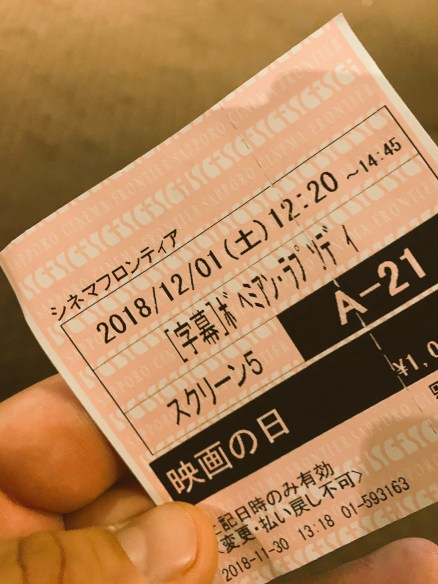 シネマフロンティア
2018/12/01(土)12:20 ~14:45
[字幕]ボヘミアン・ラプソディ
スクリーン5
A-21
映画の日
¥1,0
記日時のみ有効
変更・払い戻し不可>
2018-11-30 13:18 01-593163